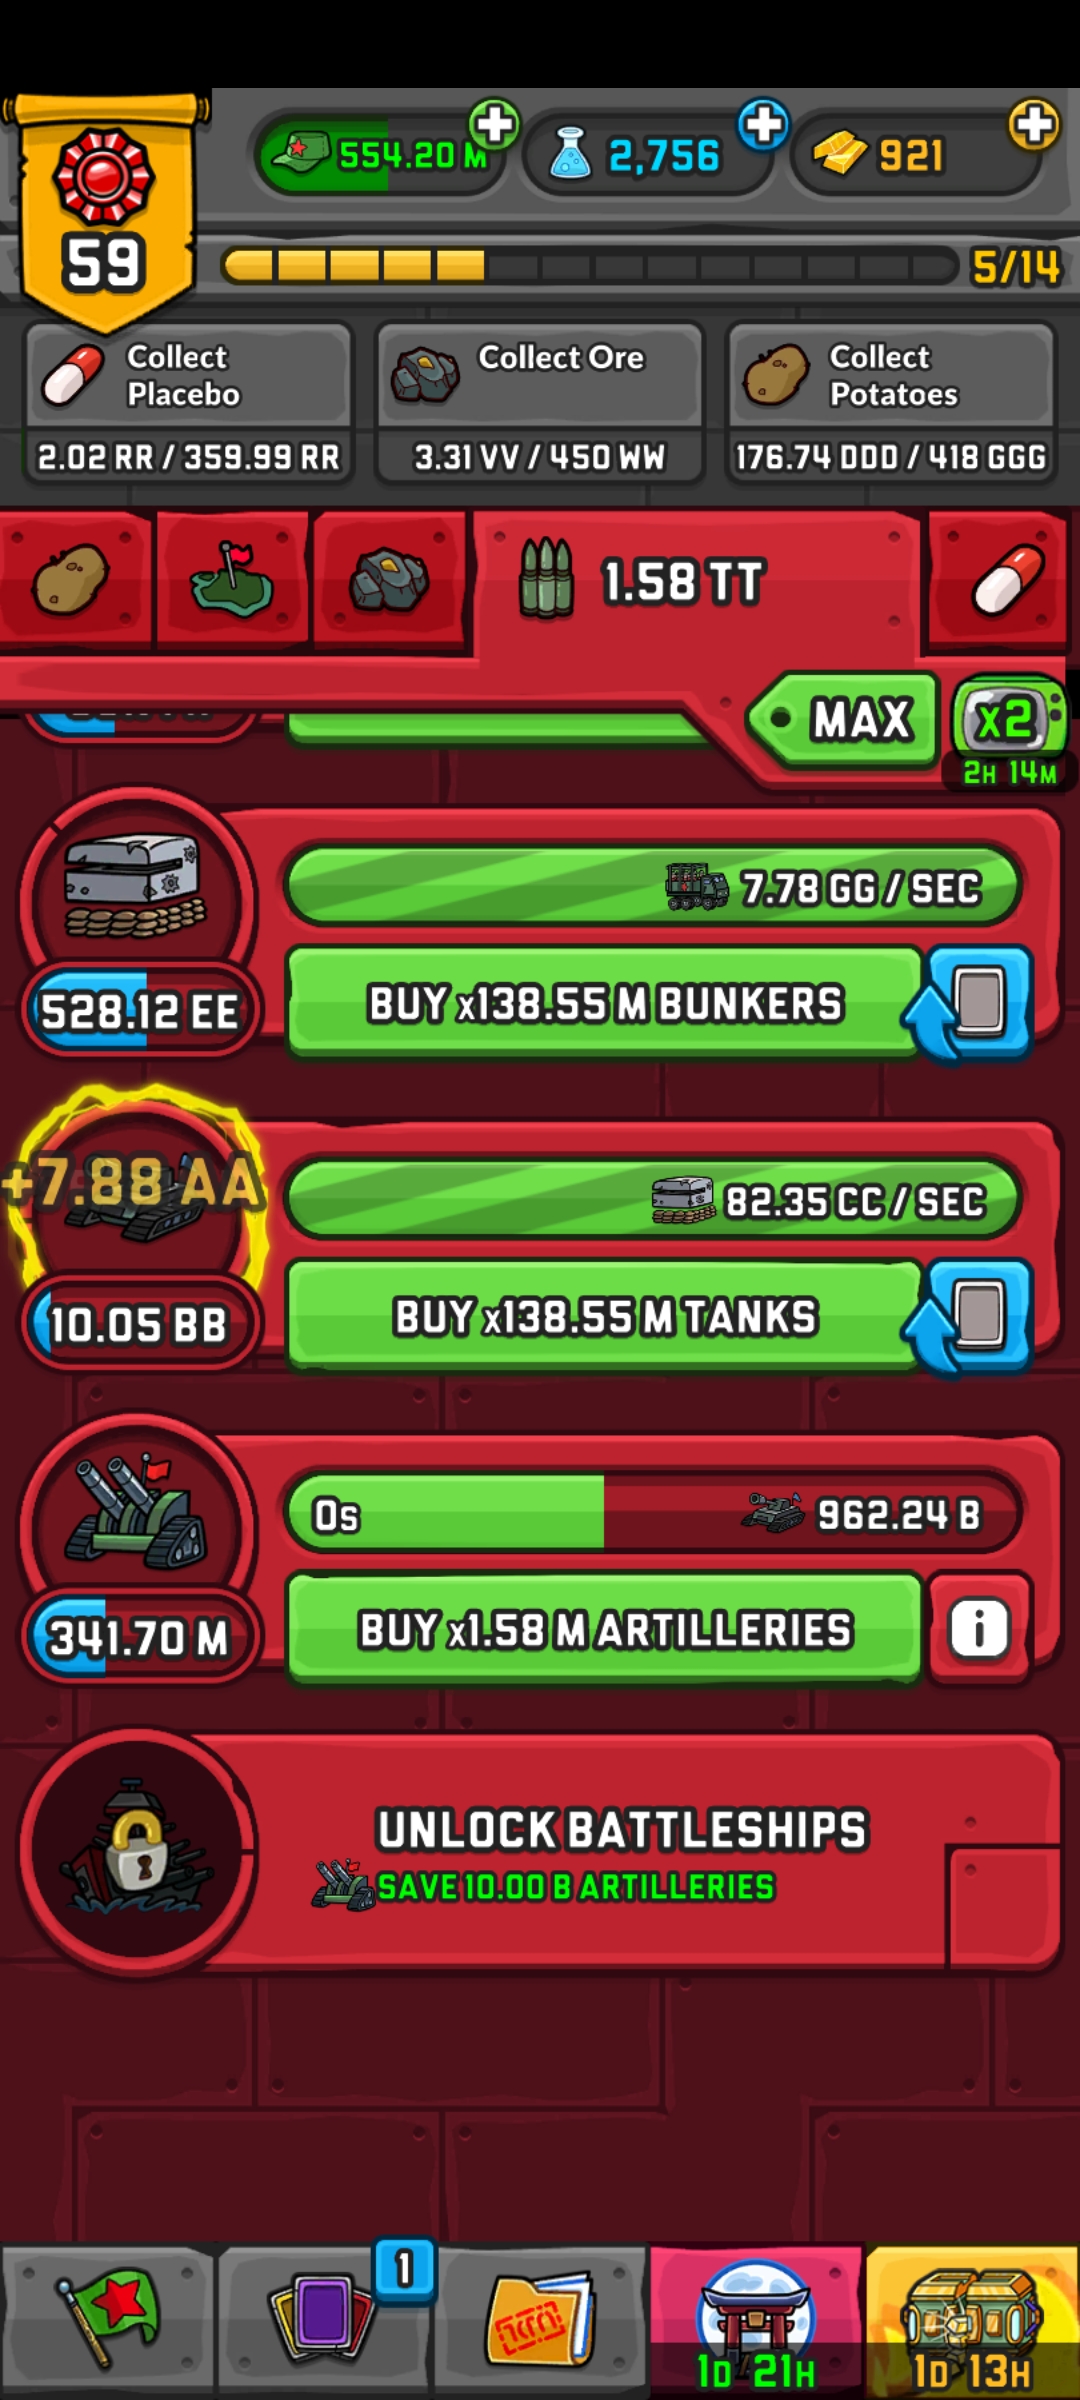 554.20 M
2,756
921
59
5/14
Collect
Placebo
2.02 RR / 359.99 RR
Collect Ore
3.31 VV / 450 WW
Collect
Potatoes
176.74 DDD / 418 GGG
1.58 TT
MAX
x2
2H 14M
7.78 GG / SEC
528.12 EE
BUY x138.55 M BUNKERS
+7.88 AA
82.35 CC / SEC
10.05 BB
BUY x138.55 M TANKS
0s
962.24 B
341.70 M
BUY x1.58 M ARTILLERIES
i
UNLOCK BATTLESHIPS
SAVE 10.00 B ARTILLERIES
1
1D 21H
1D 13H